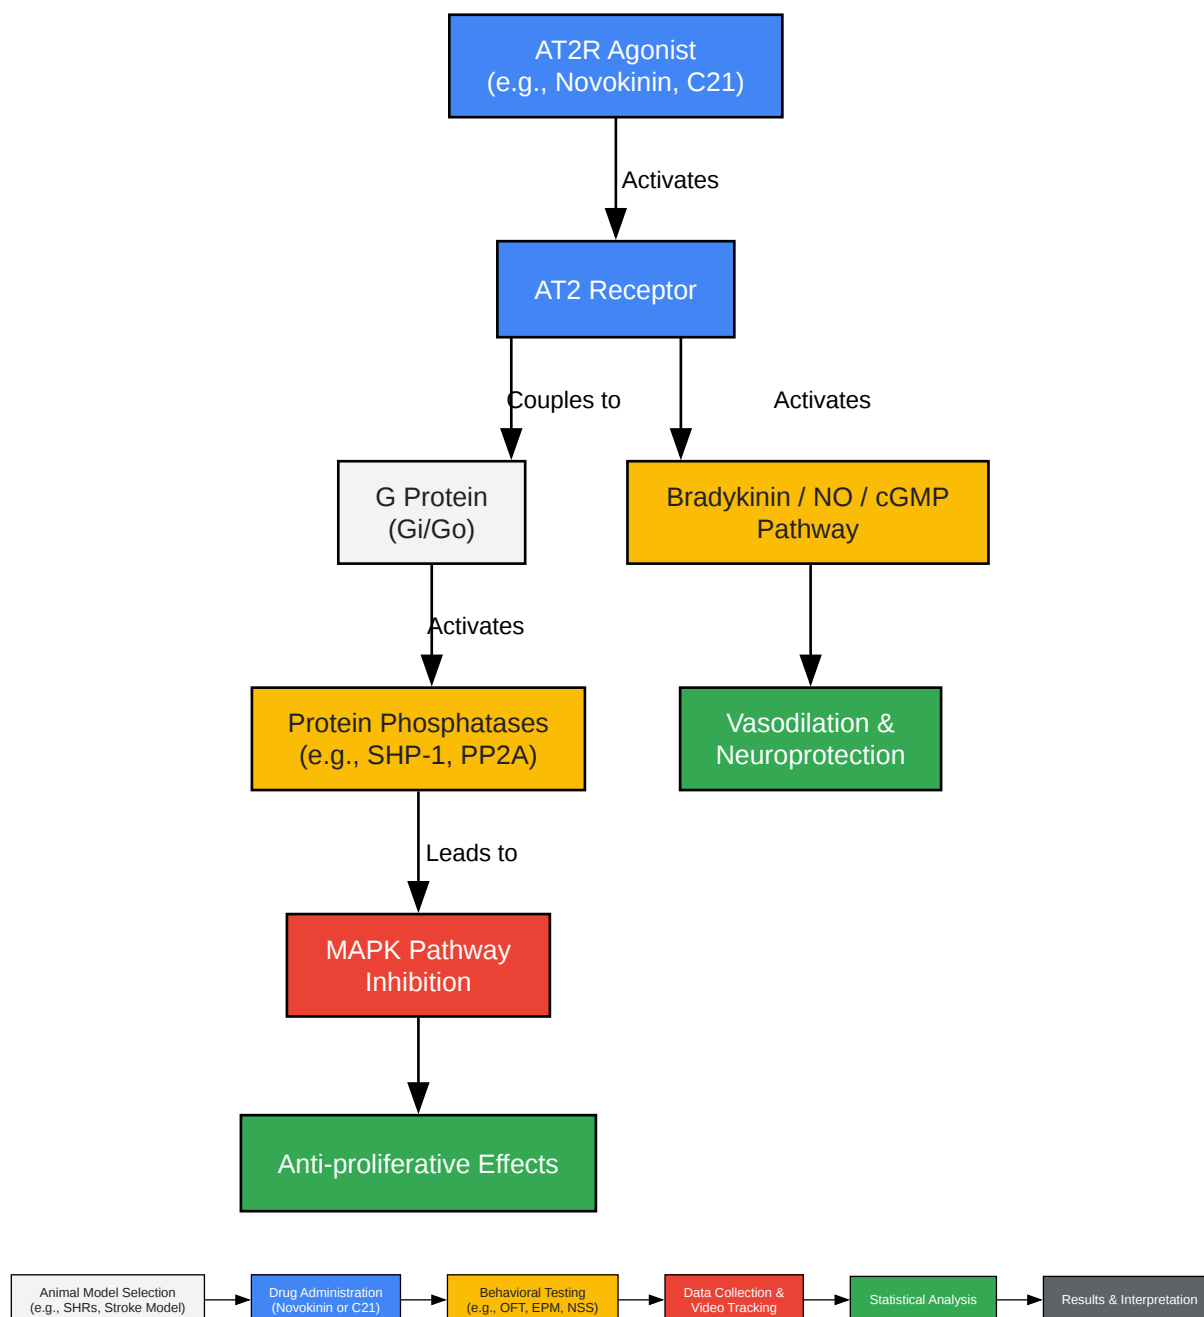 AT2R Agonist
(e.g., Novokinin, C21)
Activates
AT2 Receptor
Couples to
Activates
G Protein
(Gi/Go)
Bradykinin / NO / cGMP
Pathway
Activates
Protein Phosphatases
(e.g., SHP-1, PP2A)
Vasodilation &
Neuroprotection
Leads to
MAPK Pathway
Inhibition
Anti-proliferative Effects
Animal Model Selection
(e.g., SHRs, Stroke Model)
Drug Administration
(Novokinin or C21)
Behavioral Testing
(e.g., OFT, EPM, NSS)
Data Collection &
Video Tracking
Statistical Analysis
Results & Interpretation